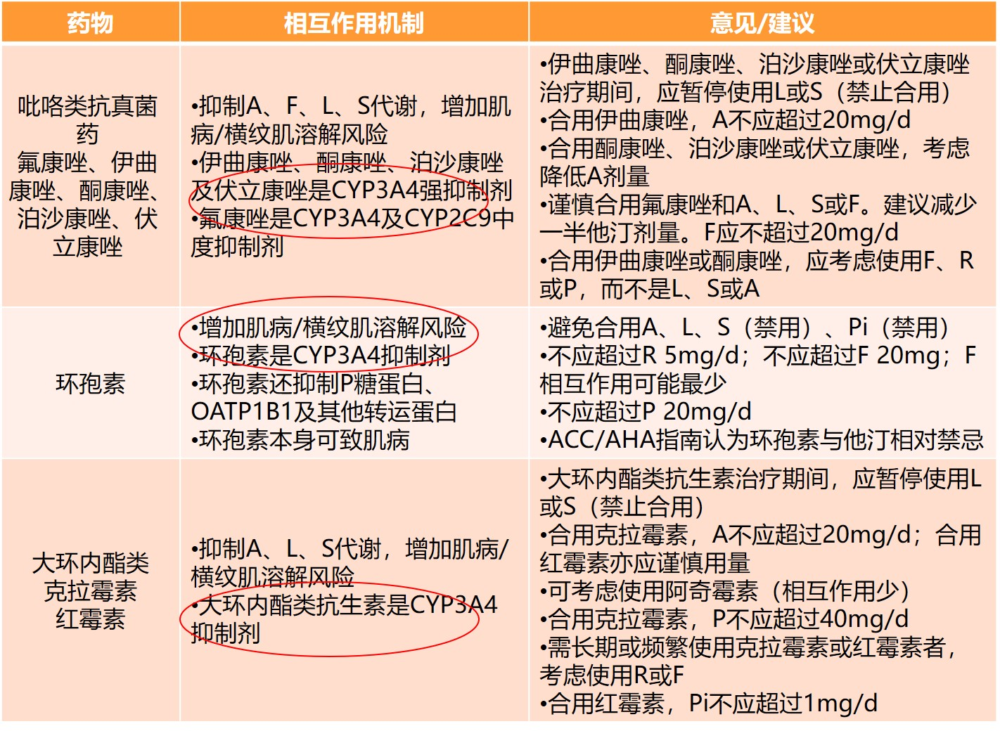 药物
相互作用机制
意见/建议
吡咯类抗真菌
药
氟康唑、伊曲
康唑、酮康唑、
泊沙康唑、伏
立康唑
•抑制A、F、L、S代谢，增加肌
病/横纹肌溶解风险
•伊曲康唑、酮康唑、泊沙康唑
及伏立康唑是CYP3A4强抑制剂
•氟康唑是CYP3A4及CYP2C9中
度抑制剂
•伊曲康唑、酮康唑、泊沙康唑或伏立康唑
治疗期间，应暂停使用L或S（禁止合用）
•合用伊曲康唑，A不应超过20mg/d
•合用酮康唑、泊沙康唑或伏立康唑，考虑
降低A剂量
•谨慎合用氟康唑和A、L、S或F。建议减少
一半他汀剂量。F应不超过20mg/d
•合用伊曲康唑或酮康唑，应考虑使用F、R
或P，而不是L、S或A
环孢素
•增加肌病/横纹肌溶解风险
•环孢素是CYP3A4抑制剂
•环孢素还抑制P糖蛋白、
OATP1B1及其他转运蛋白
•环孢素本身可致肌病
•避免合用A、L、S（禁用）、Pi（禁用）
•不应超过R 5mg/d；不应超过F 20mg；F
相互作用可能最少
•不应超过P 20mg/d
•ACC/AHA指南认为环孢素与他汀相对禁忌
大环内酯类
克拉霉素
红霉素
•抑制A、L、S代谢，增加肌病/
横纹肌溶解风险
•大环内酯类抗生素是CYP3A4
抑制剂
•大环内酯类抗生素治疗期间，应暂停使用L
或S（禁止合用）
•合用克拉霉素，A不应超过20mg/d；合用
红霉素亦应谨慎用量
•可考虑使用阿奇霉素（相互作用少）
•合用克拉霉素，P不应超过40mg/d
•需长期或频繁使用克拉霉素或红霉素者，
考虑使用R或F
•合用红霉素，Pi不应超过1mg/d